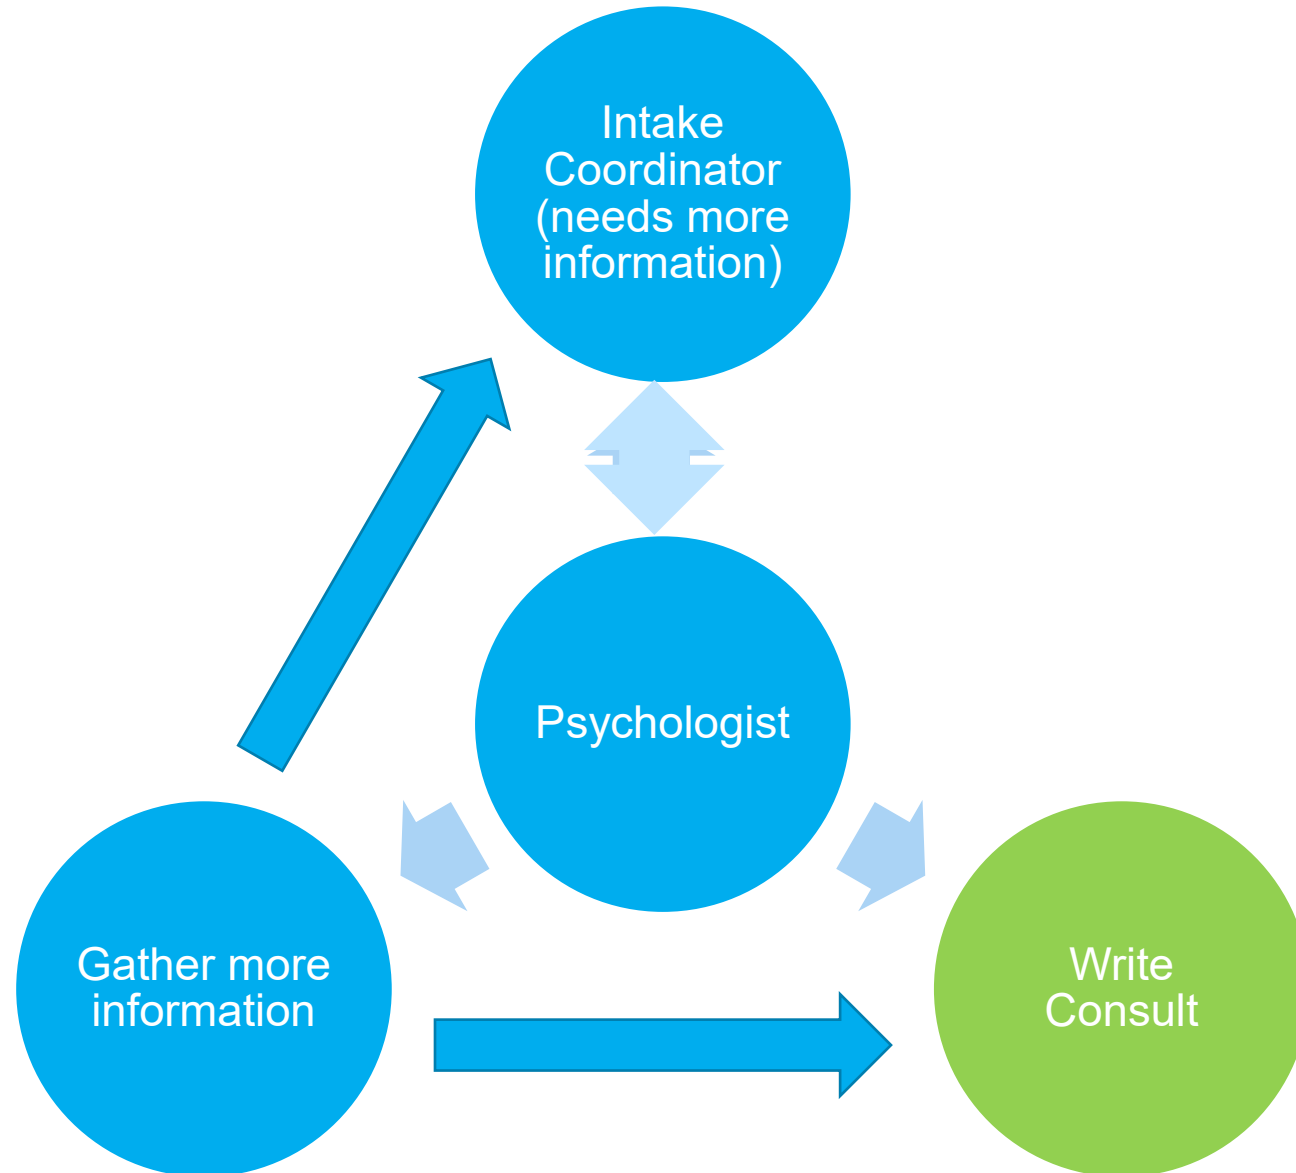 Intake
Coordinator
(needs more
information)
Psychologist
Gather more
information
Write
Consult